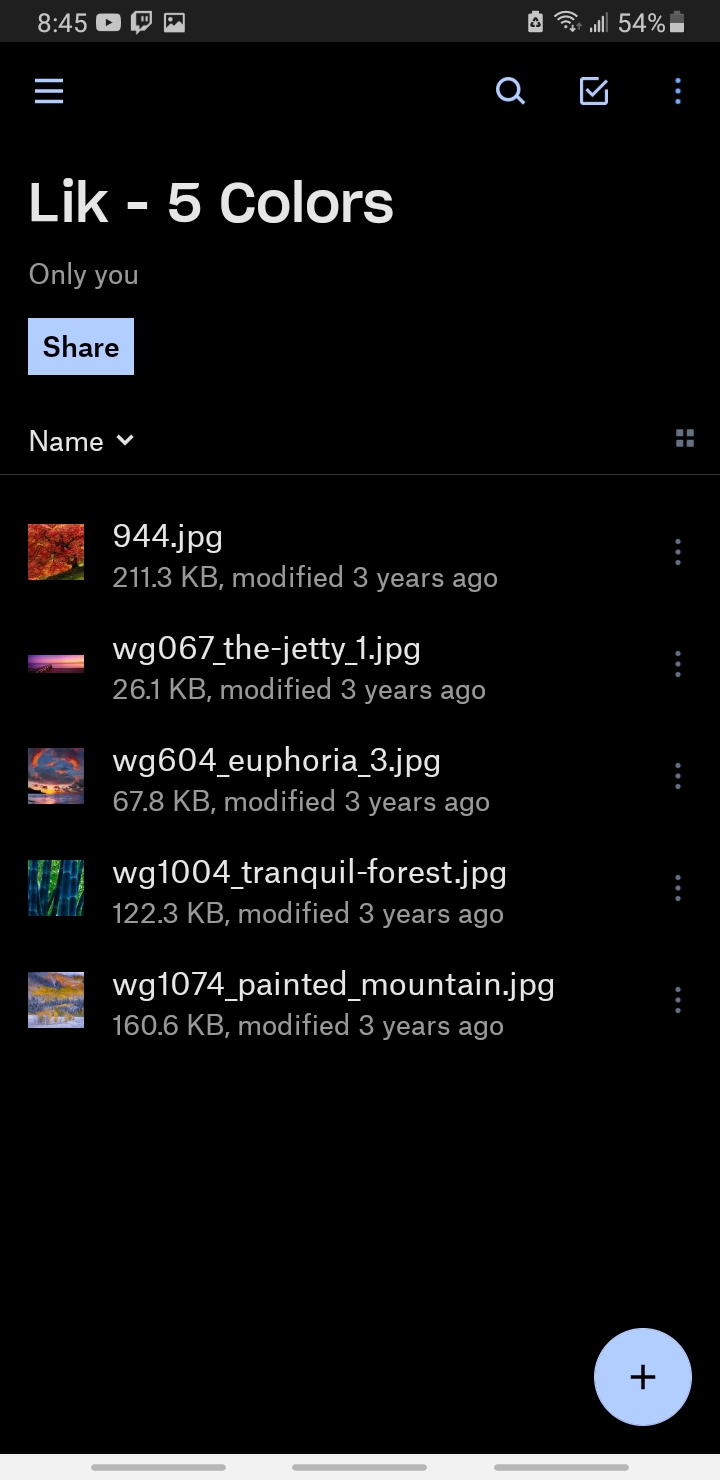 8:45
54%
Lik - 5 Colors
Only you
Share
Name
944.jpg
211.3 KB, modified 3 years ago
wg067_the-jetty_1.jpg
26.1 KB, modified 3 years ago
wg604_euphoria_3.jpg
67.8 KB, modified 3 years ago
wg1004_tranquil-forest.jpg
122.3 KB, modified 3 years ago
wg1074_painted_mountain.jpg
160.6 KB, modified 3 years ago